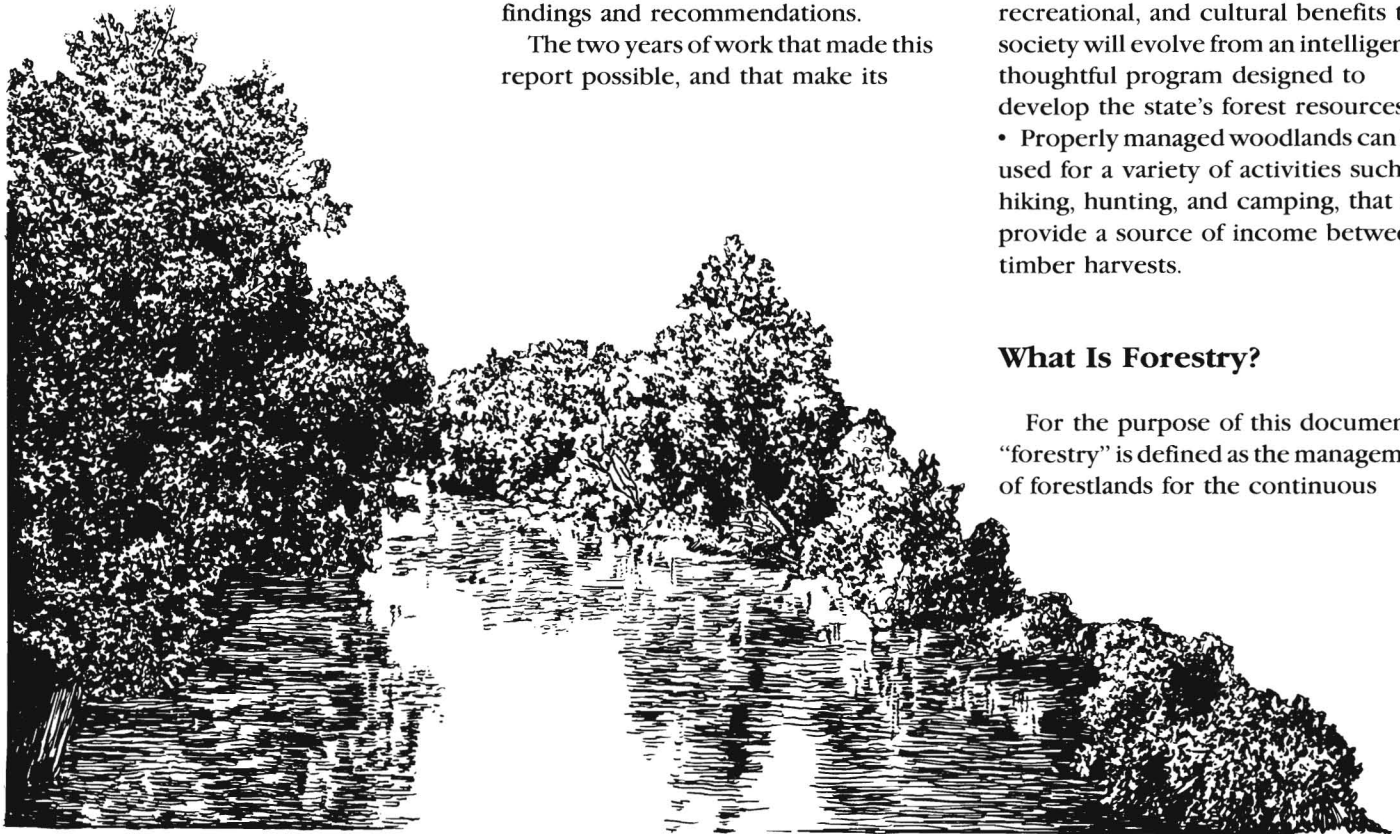 findings and recommendations.
The two years of work that made this
report possible, and that make its
recreational, and cultural benefits
society will evolve from an intelligen
thoughtful program designed to
develop the state's forest resources
• Properly managed woodlands can
used for a variety of activities such
hiking, hunting, and camping, that
provide a source of income betwee
timber harvests.
What Is Forestry?
For the purpose of this documen
“forestry” is defined as the managem
of forestlands for the continuous